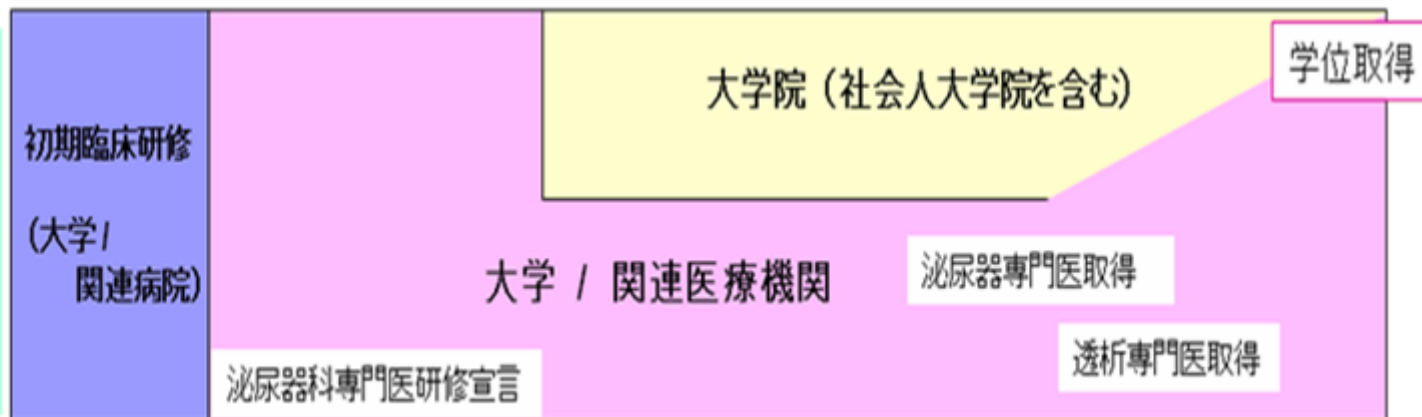 初期臨床研修
(大学/
関連病院)
大学院（社会人大学院を含む）
学位取得
大学 / 関連医療機関
泌尿器専門医取得
透析専門医取得
泌尿器科専門医研修宣言